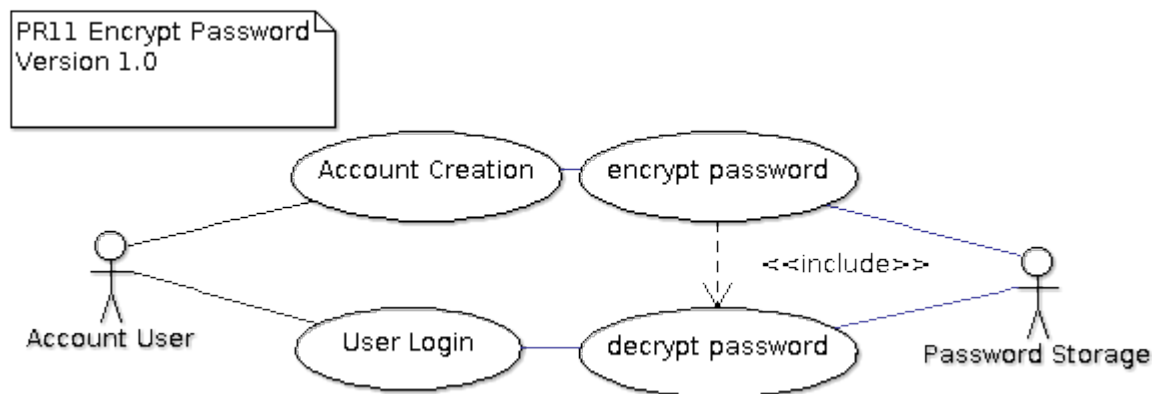 PR11 Encrypt Password
Version 1.0
Account Creation
encrypt password
<<include>>
Account User
User Login
decrypt password
Password Storage